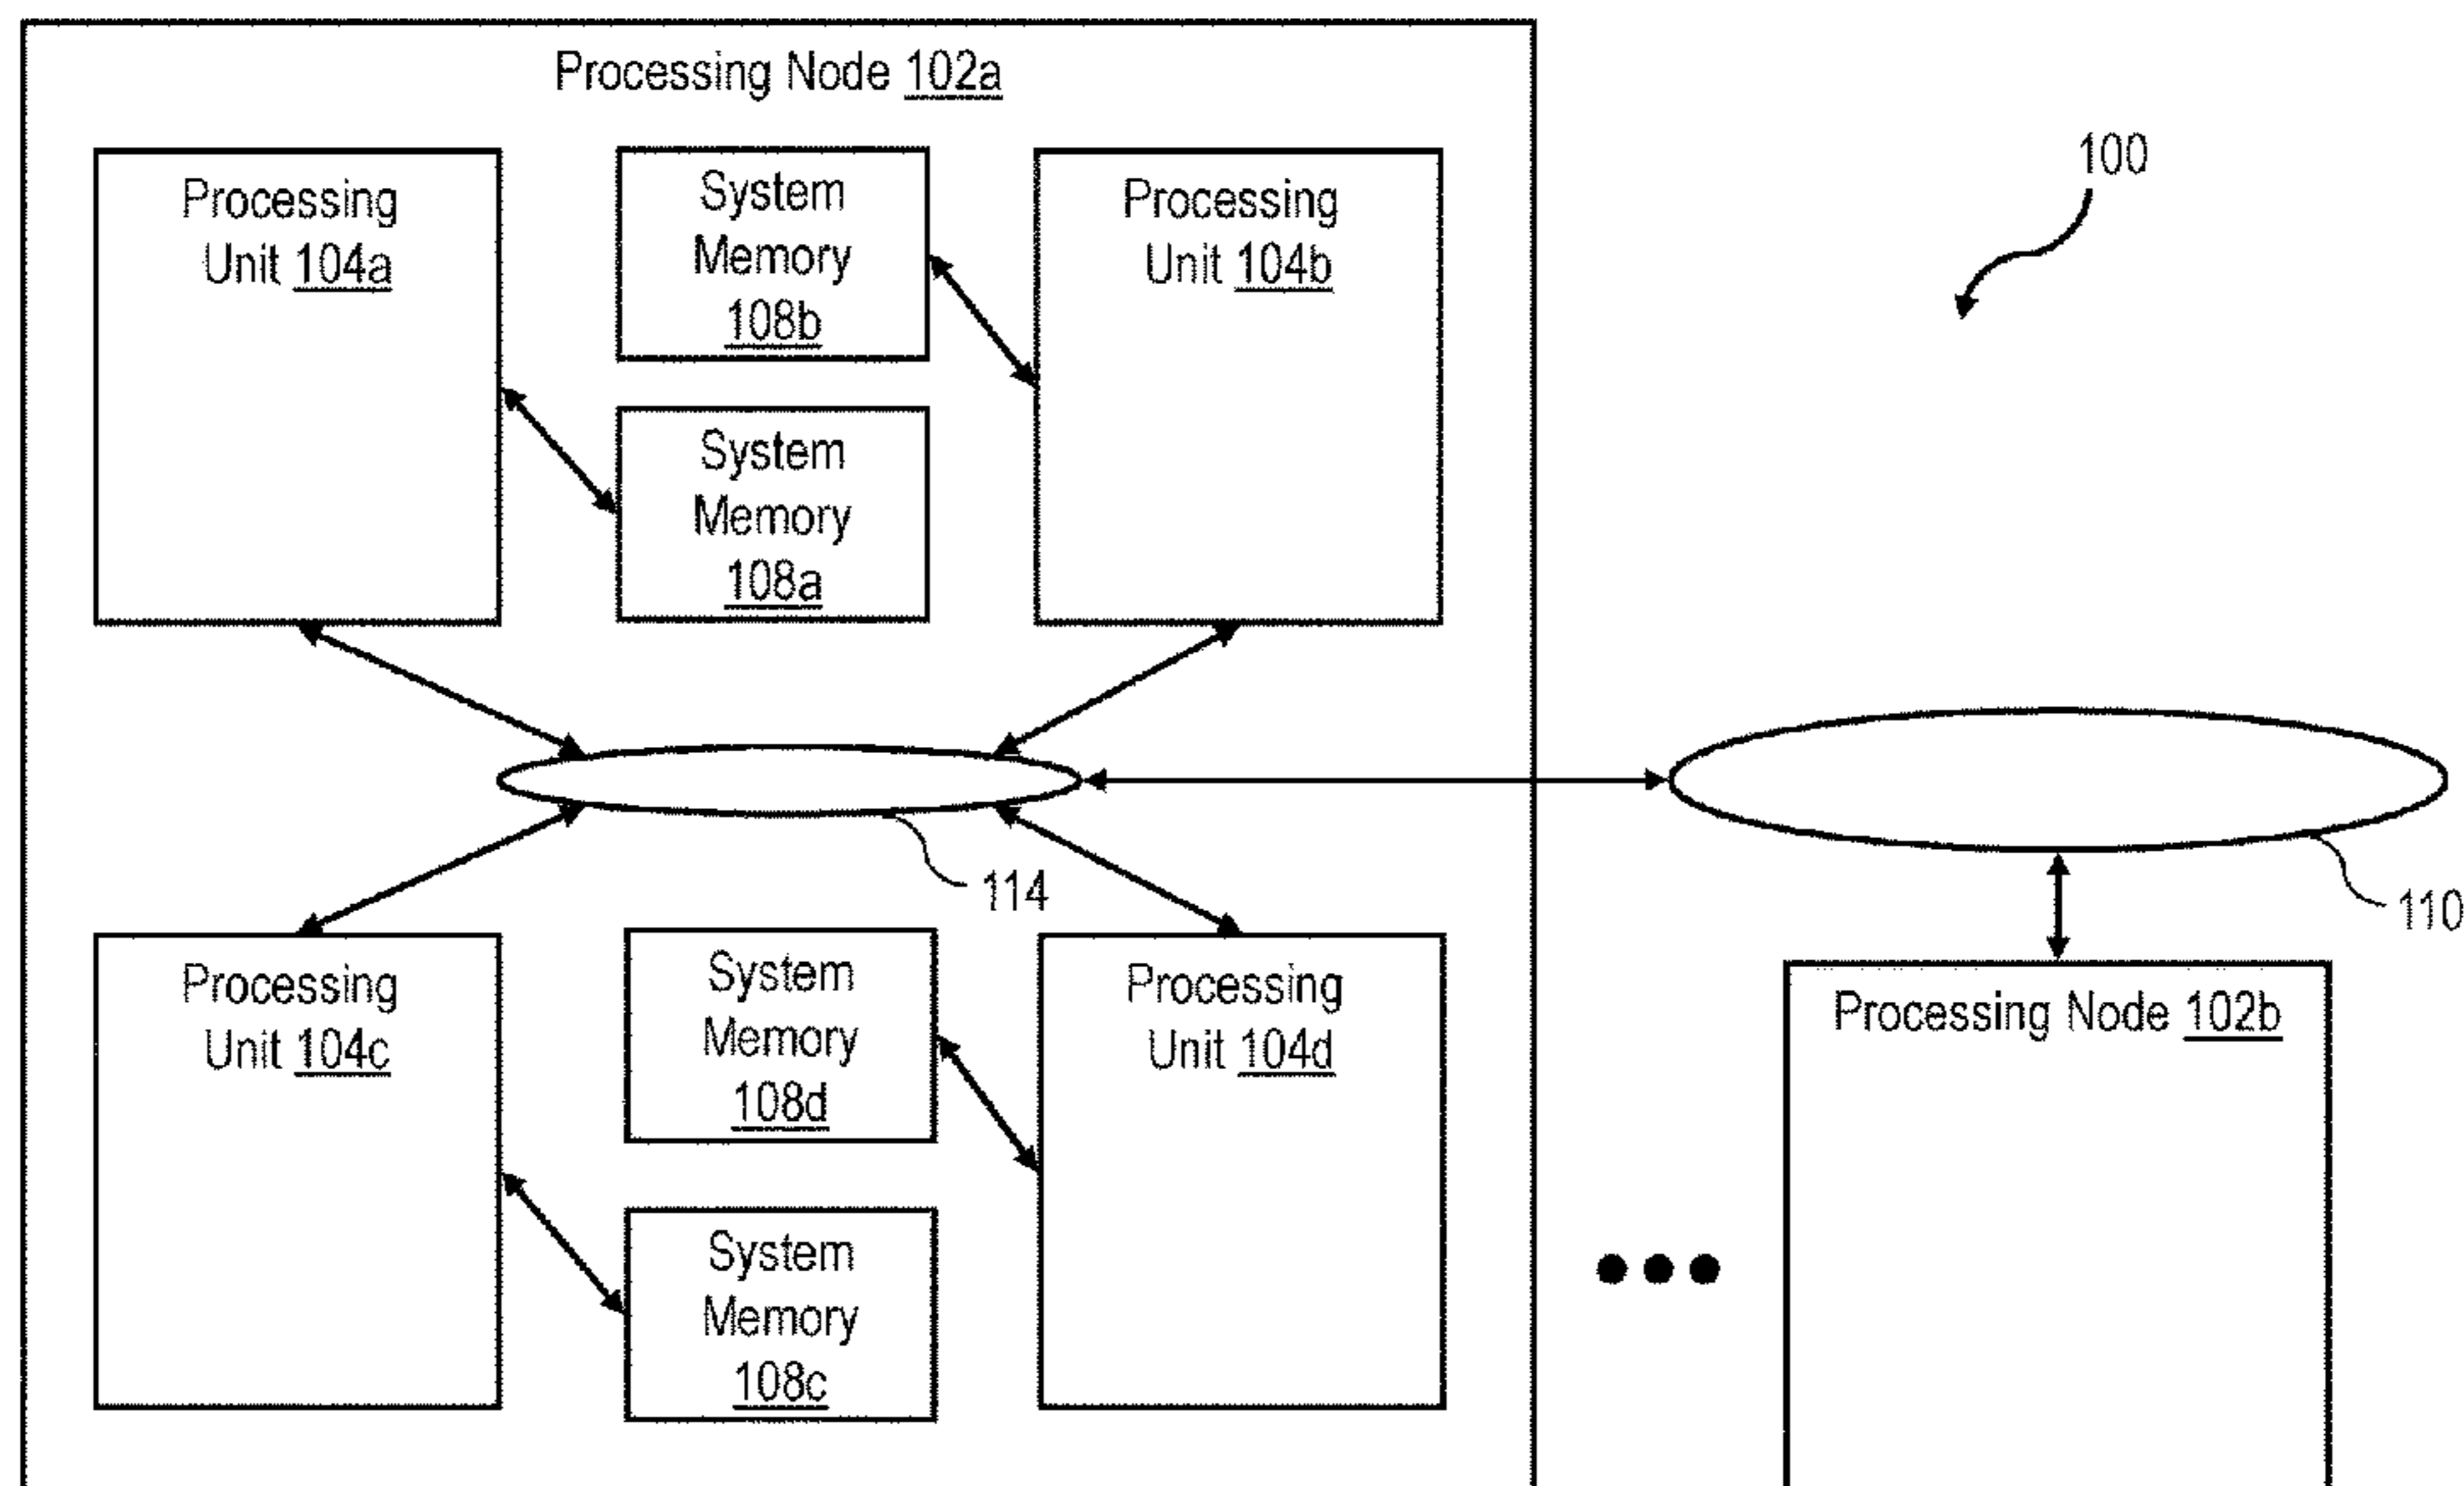 Processing Node 102a
Processing
Unit 104a
System
Memory
108b
Processing
Unit 104b
100
System
Memory
108a
114
110
Processing
Unit 104c
System
Memory
108d
Processing
Unit 104d
Processing Node 102b
System
Memory
108c